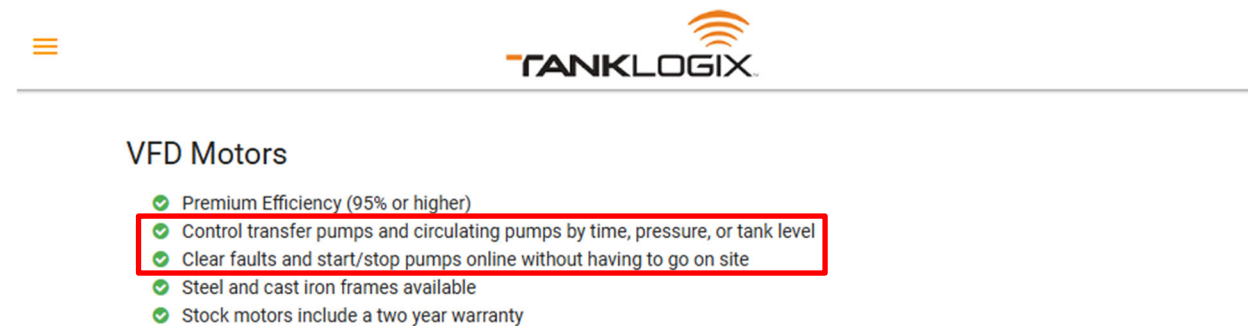 TANKLOGIX
VFD Motors
Premium Efficiency (95% or higher)
Control transfer pumps and circulating pumps by time, pressure, or tank level
Clear faults and start/stop pumps online without having to go on site
Steel and cast iron frames available
Stock motors include a two year warranty